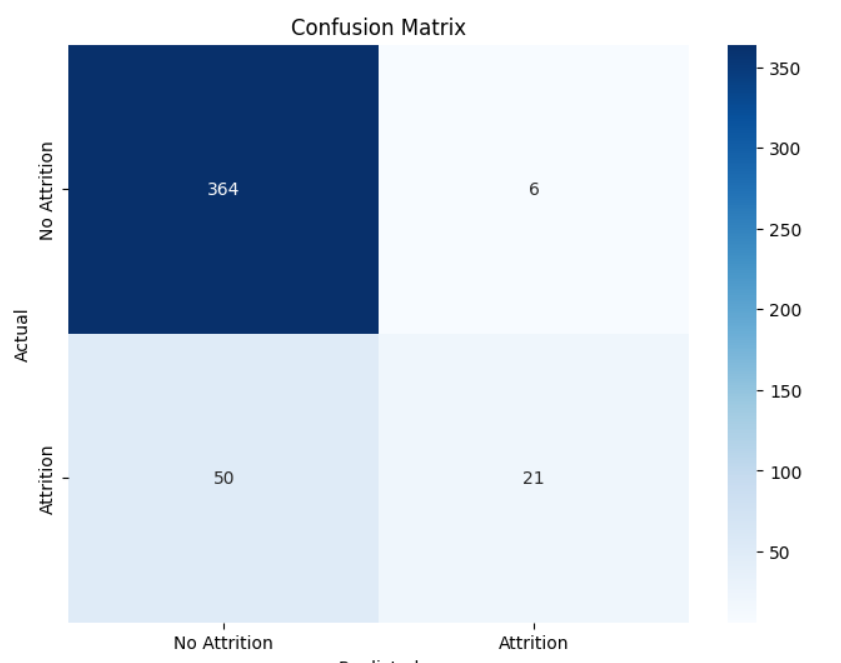 Confusion Matrix
350
No Attrition
364
6
300
250
Actual
200
150
Attrition
50
21
100
50
No Attrition
Attrition
Predicted